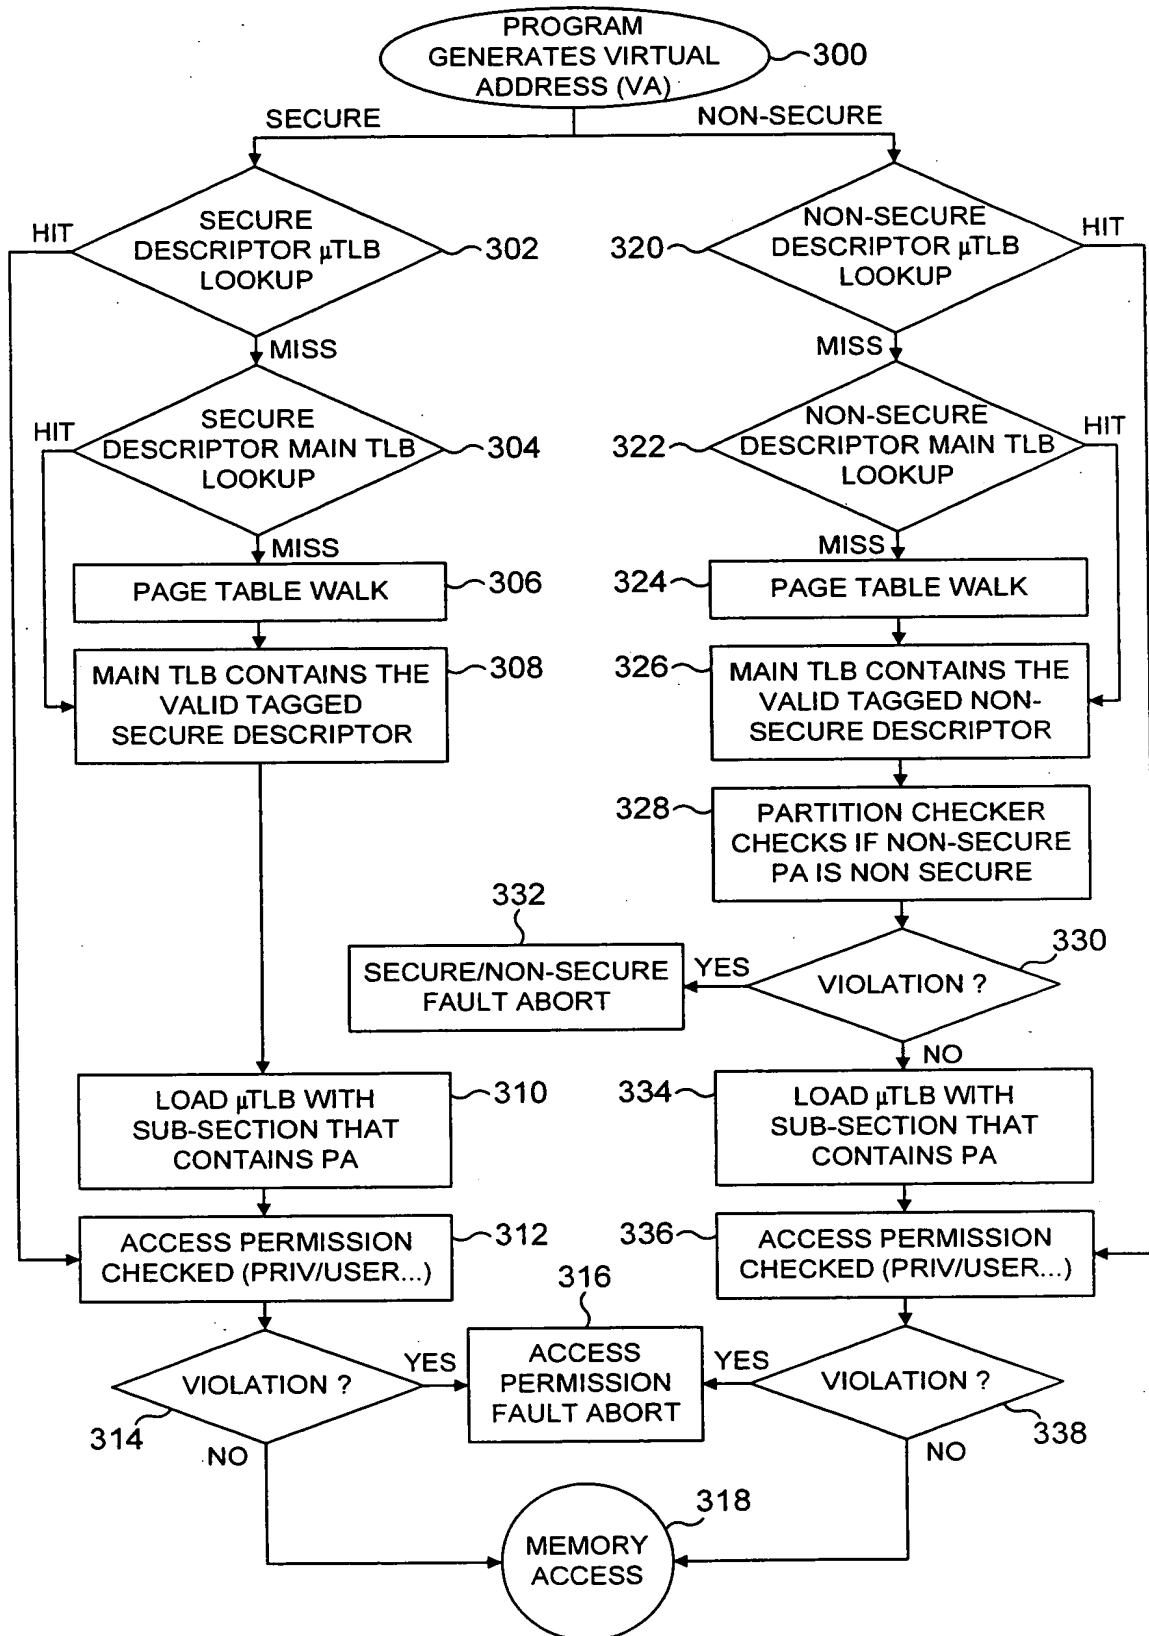 PROGRAM
GENERATES VIRTUAL
ADDRESS (VA)
300
SECURE
NON-SECURE
HIT
SECURE
DESCRIPTOR µTLB
LOOKUP
302
320
NON-SECURE
DESCRIPTOR µTLB
LOOKUP
HIT
MISS
MISS
HIT
SECURE
DESCRIPTOR MAIN TLB
LOOKUP
304
322
NON-SECURE
DESCRIPTOR MAIN TLB
LOOKUP
HIT
MISS
MISS
PAGE TABLE WALK
306
324
PAGE TABLE WALK
MAIN TLB CONTAINS THE
VALID TAGGED
SECURE DESCRIPTOR
308
326
MAIN TLB CONTAINS THE
VALID TAGGED NON-
SECURE DESCRIPTOR
328
PARTITION CHECKER
CHECKS IF NON-SECURE
PA IS NON SECURE
332
SECURE/NON-SECURE
FAULT ABORT
YES
VIOLATION ?
330
NO
LOAD µTLB WITH
SUB-SECTION THAT
CONTAINS PA
310
334
LOAD µTLB WITH
SUB-SECTION THAT
CONTAINS PA
ACCESS PERMISSION
CHECKED (PRIV/USER...)
312
336
ACCESS PERMISSION
CHECKED (PRIV/USER...)
316
VIOLATION ?
314
YES
ACCESS
PERMISSION
FAULT ABORT
YES
VIOLATION ?
338
NO
NO
318
MEMORY
ACCESS